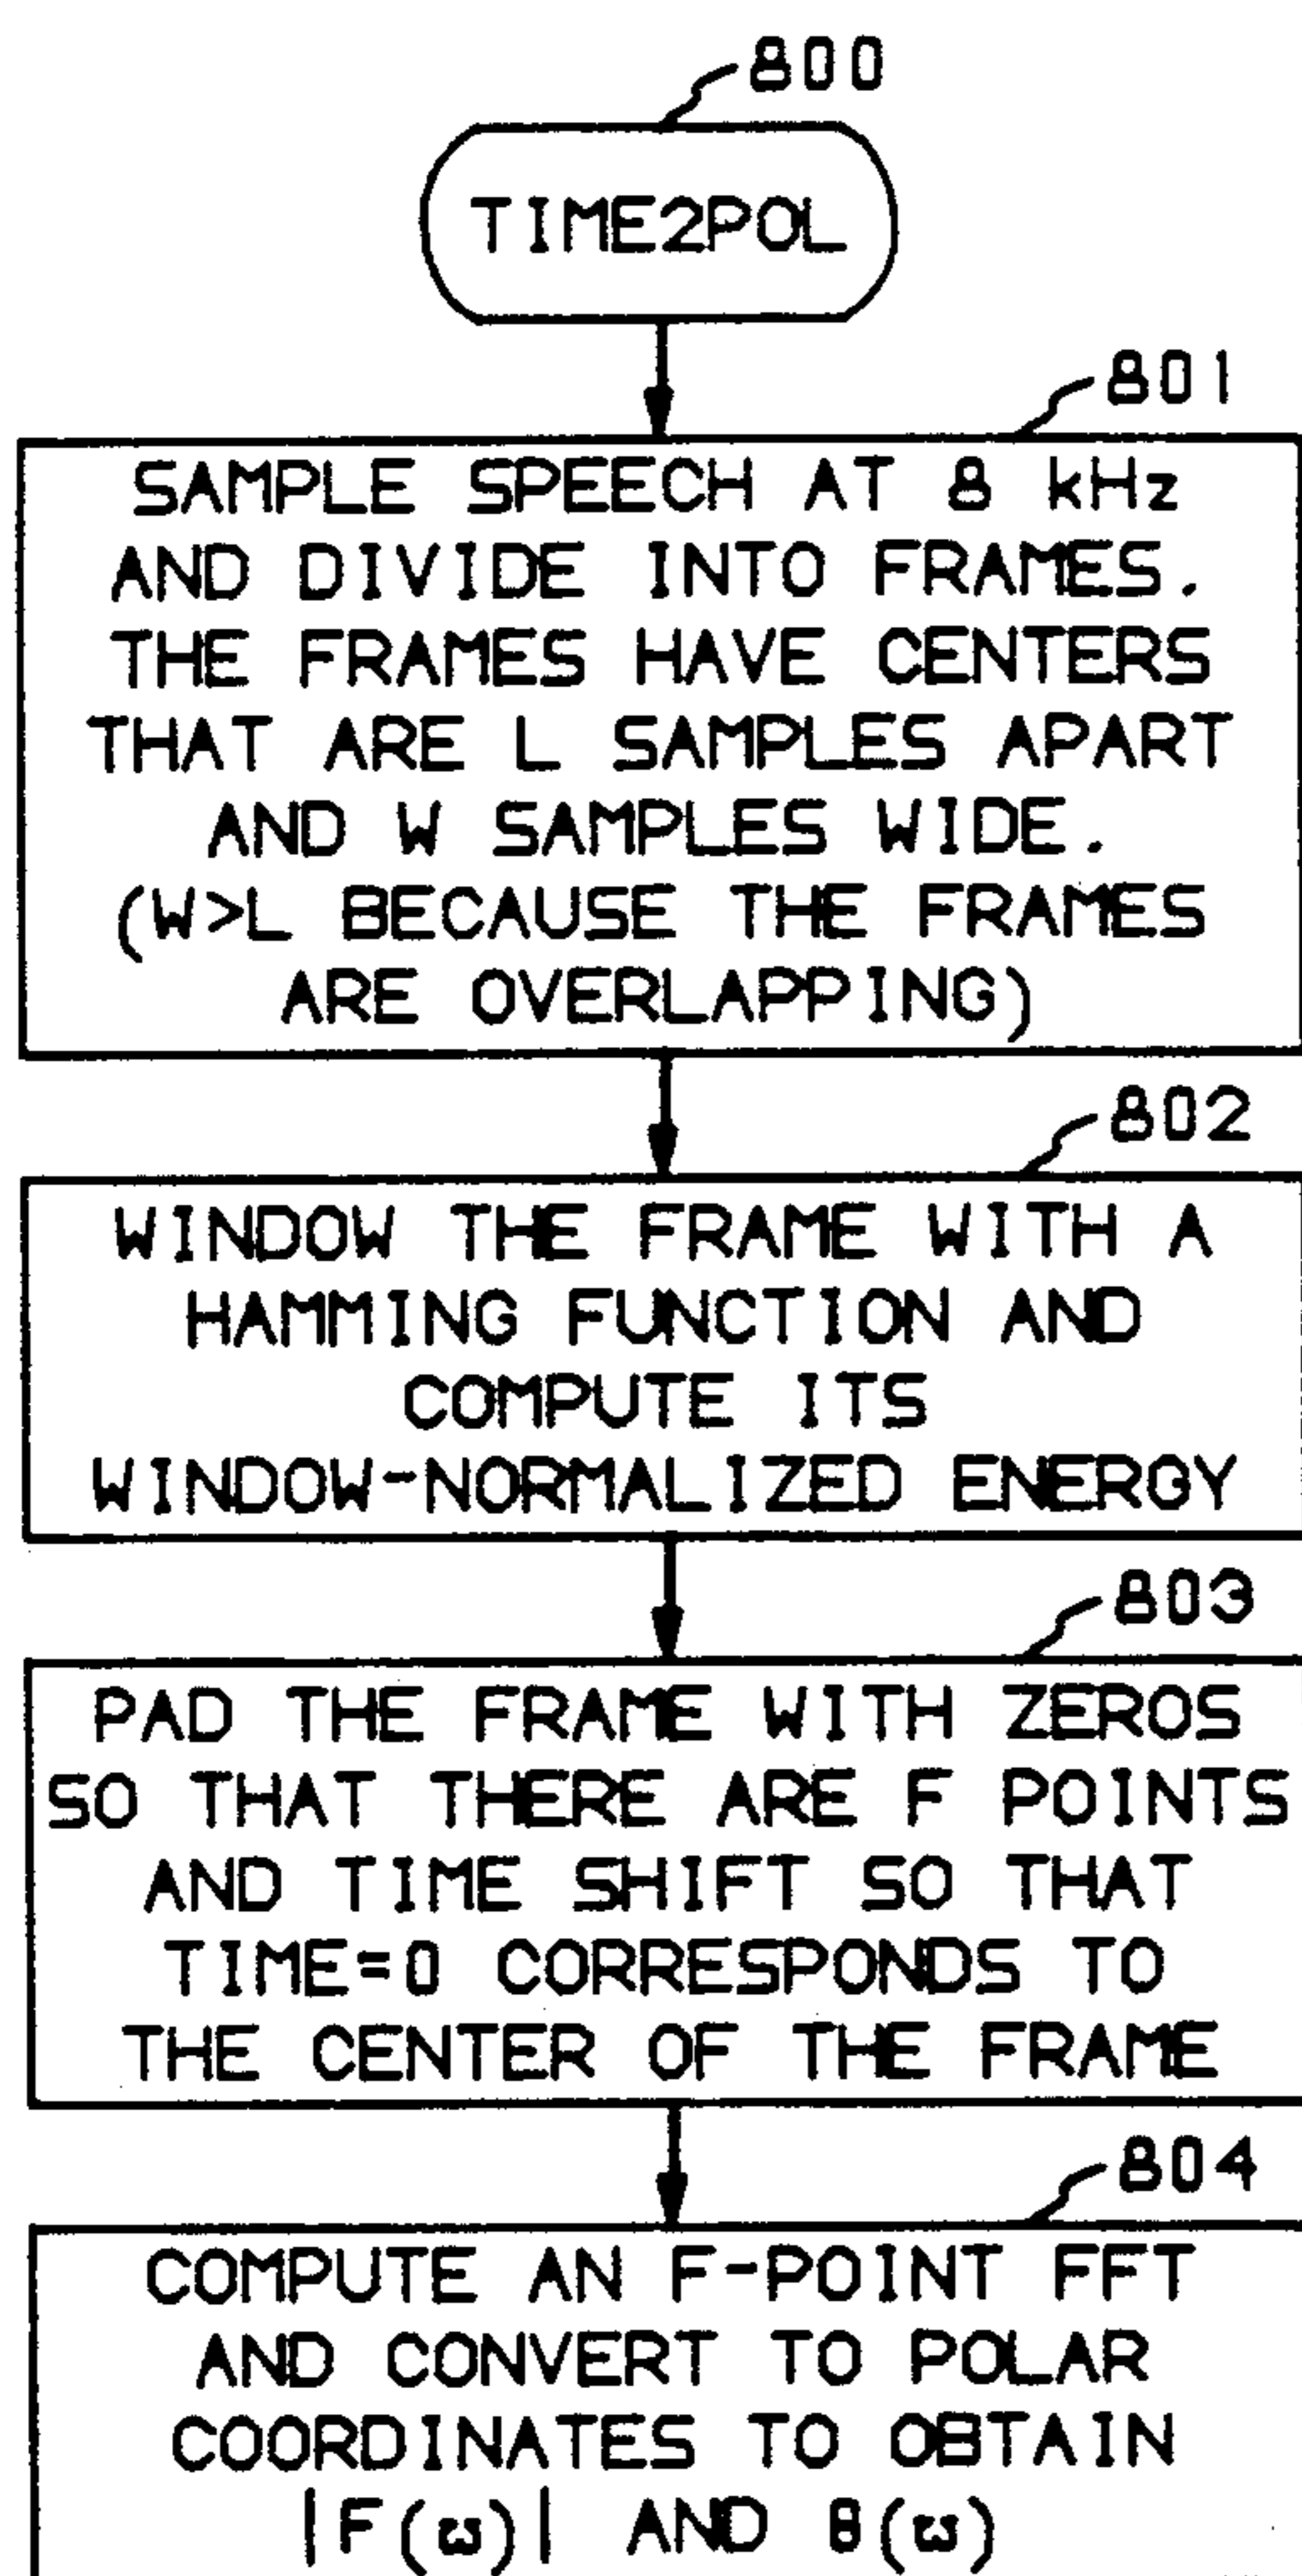 800
TIME2POL
801
SAMPLE SPEECH AT 8 kHz
AND DIVIDE INTO FRAMES.
THE FRAMES HAVE CENTERS
THAT ARE L SAMPLES APART
AND W SAMPLES WIDE.
(W>L BECAUSE THE FRAMES
ARE OVERLAPPING)
802
WINDOW THE FRAME WITH A
HAMMING FUNCTION AND
COMPUTE ITS
WINDOW-NORMALIZED ENERGY
803
PAD THE FRAME WITH ZEROS
SO THAT THERE ARE F POINTS
AND TIME SHIFT SO THAT
TIME=0 CORRESPONDS TO
THE CENTER OF THE FRAME
804
COMPUTE AN F-POINT FFT
AND CONVERT TO POLAR
COORDINATES TO OBTAIN
|F(ω)| AND θ(ω)